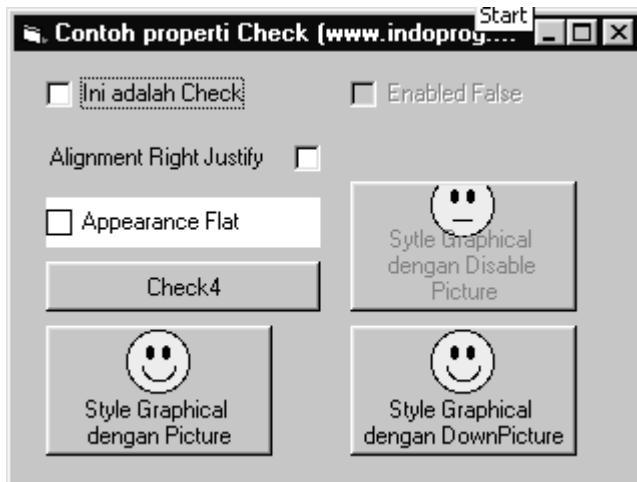 Start
Contoh properti Check (www.indoprog....
Ini adalah Check
Enabled False
Alignment Right Justify
Appearance Flat
Sytle Graphical
dengan Disable
Picture
Check4
Style Graphical
dengan Picture
Style Graphical
dengan DownPicture